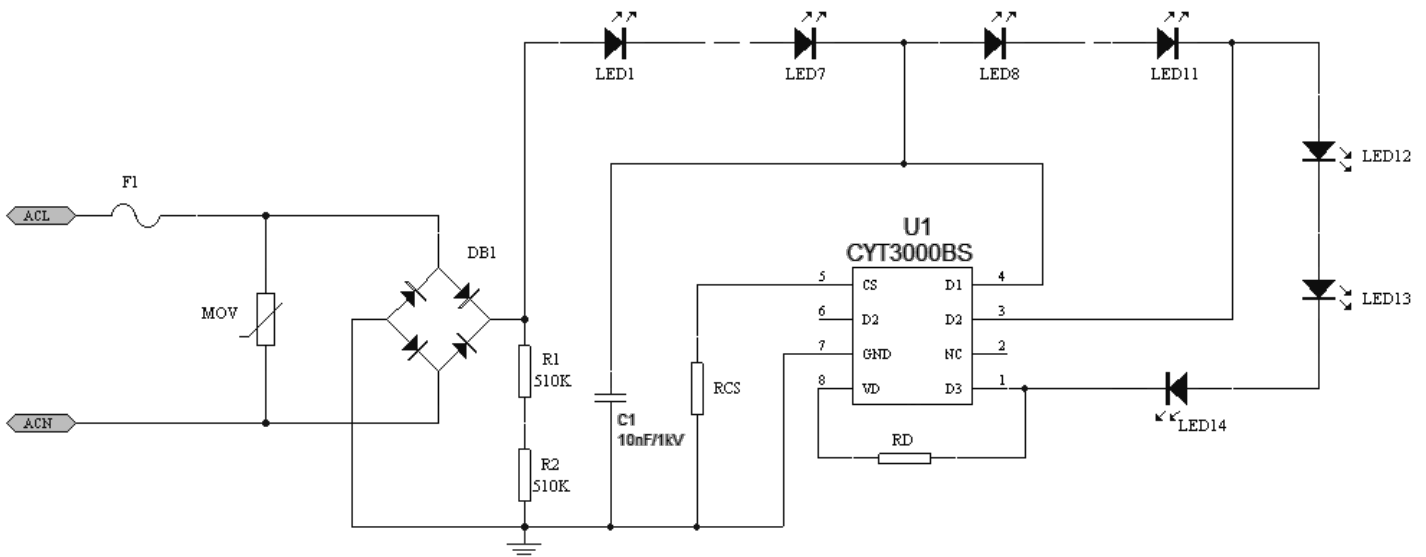 LED1
LED7
LED8
LED11
LED12
F1
ACL
DB1
U1
CYT3000BS
5
CS
D1
4
LED13
MOV
6
D2
D2
3
7
GND
NC
2
R1
510K
RCS
8
VD
D3
1
ACN
C1
10nF/1kV
LED14
RD
R2
510K